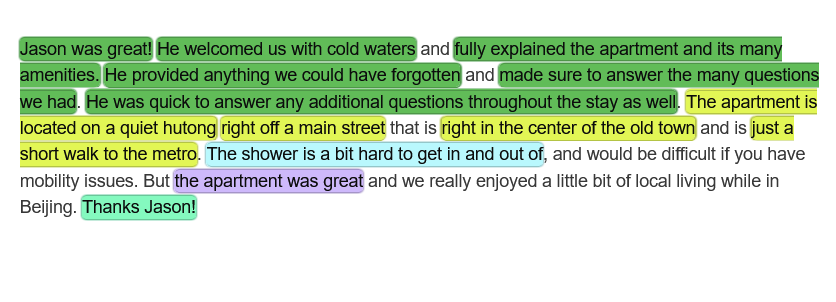 Jason was great! He welcomed us with cold waters and fully explained the apartment and its many
amenities. He provided anything we could have forgotten and made sure to answer the many questions
we had. He was quick to answer any additional questions throughout the stay as well. The apartment is
located on a quiet hutong right off a main street that is right in the center of the old town and is just a
short walk to the metro. The shower is a bit hard to get in and out of, and would be difficult if you have
mobility issues. But the apartment was great and we really enjoyed a little bit of local living while in
Beijing. Thanks Jason!